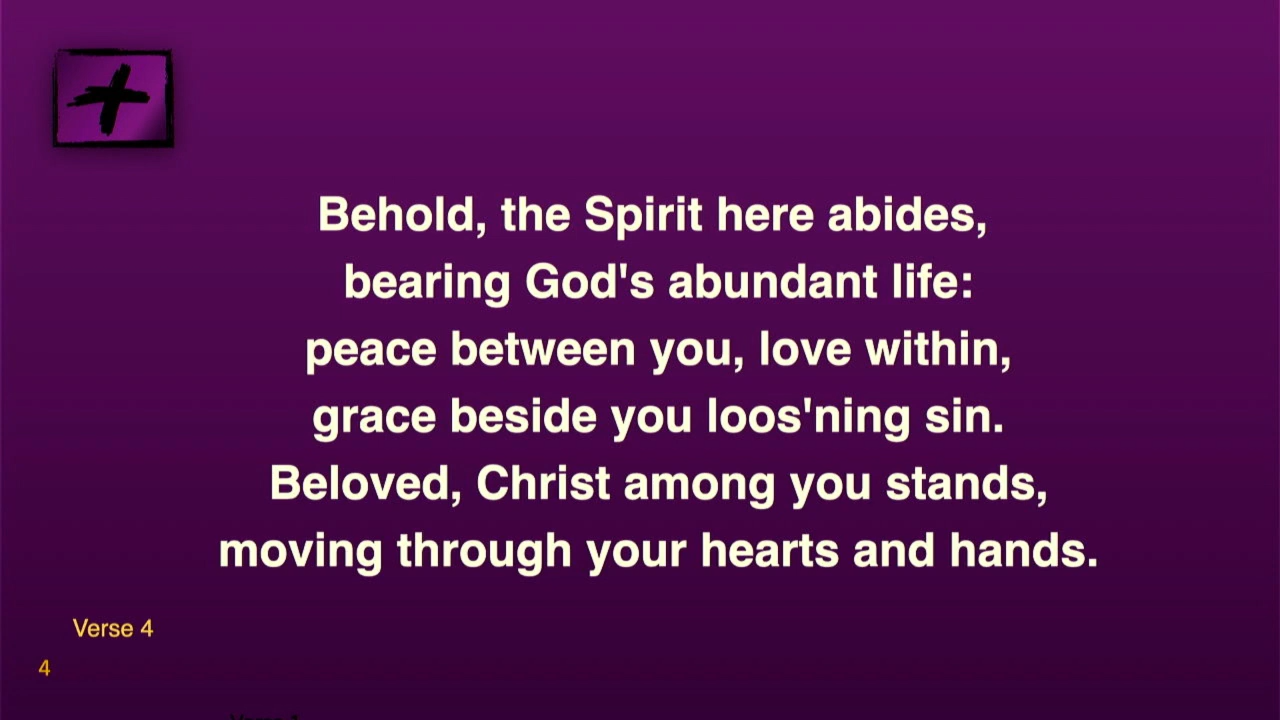 Behold, the Spirit here abides,
bearing God's abundant life:
peace between you, love within,
grace beside you loos'ning sin.
Beloved, Christ among you stands,
moving through your hearts and hands.
Verse 4
4